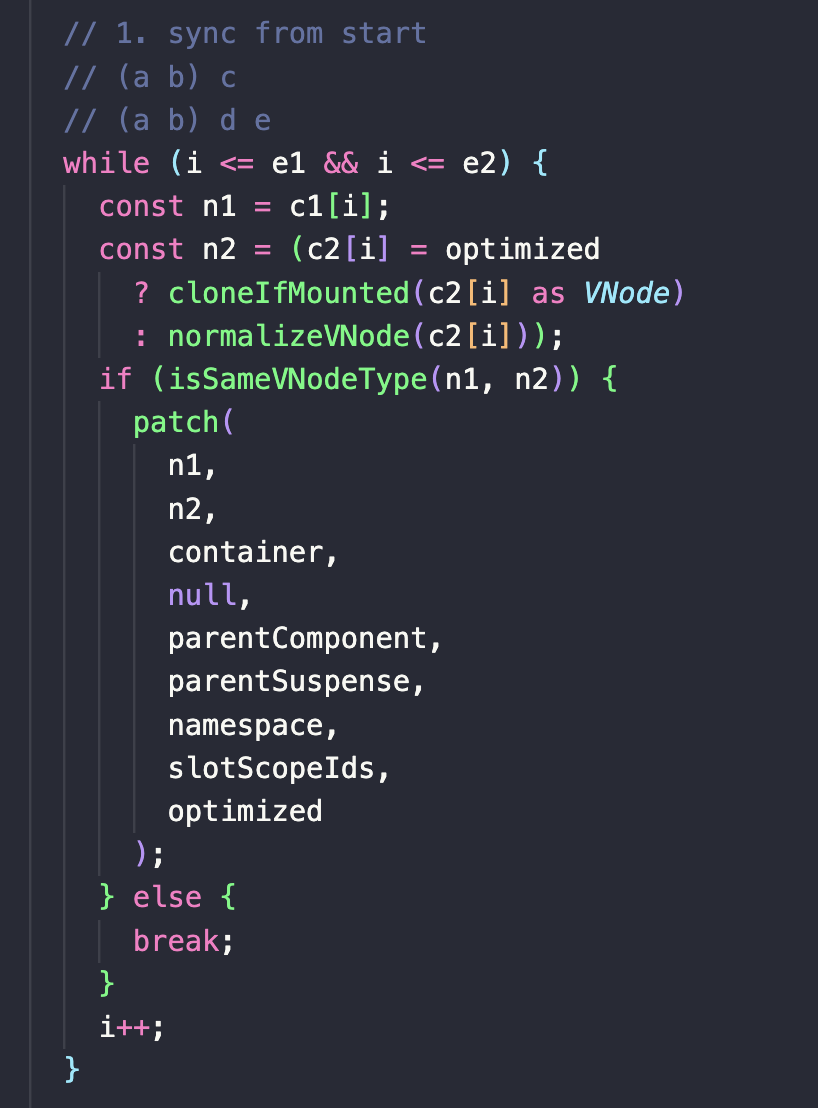 // 1. sync from start
// (a b) c
// (a b) d e
while (i <= e1 && i <= e2) {
  const n1 = c1[i];
  const n2 = (c2[i] = optimized
    ? cloneIfMounted(c2[i] as VNode)
    : normalizeVNode(c2[i]));
  if (isSameVNodeType(n1, n2)) {
    patch(
      n1,
      n2,
      container,
      null,
      parentComponent,
      parentSuspense,
      namespace,
      slotScopeIds,
      optimized
    );
  } else {
    break;
  }
  i++;
}